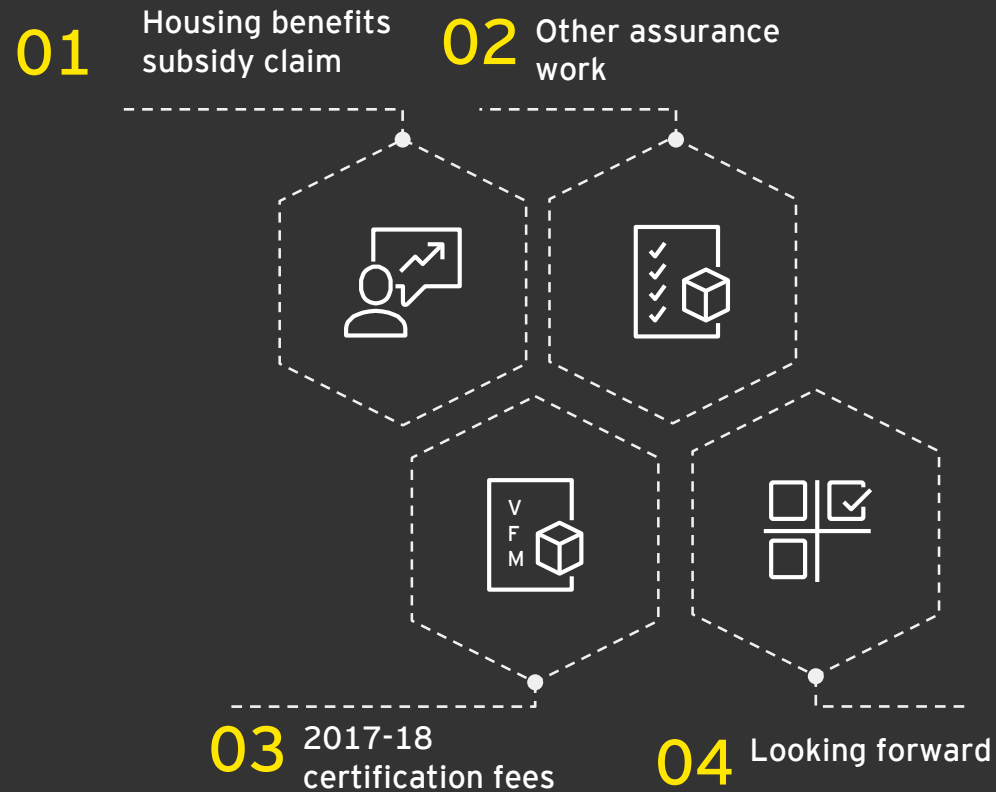 01
Housing benefits
subsidy claim
02
Other assurance
work
V
F
M
03
2017-18
certification fees
04
Looking forward